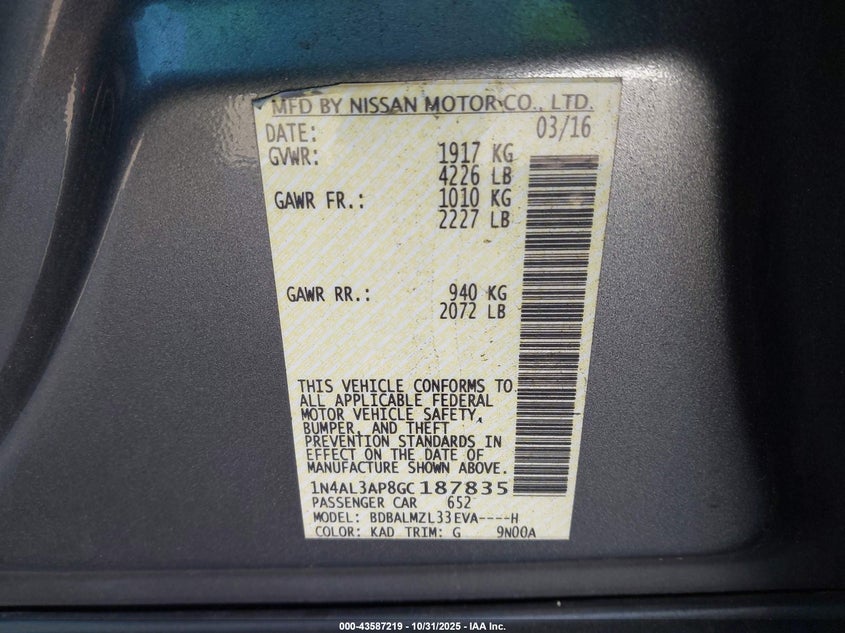 MFD BY NISSAN MOTOR CO., LTD.
DATE: 03/16
GVWR: 1917 KG
4226 LB
GAWR FR.: 1010 KG
2227 LB
GAWR RR.: 940 KG
2072 LB
THIS VEHICLE CONFORMS TO
ALL APPLICABLE FEDERAL
MOTOR VEHICLE SAFETY,
BUMPER, AND THEFT
PREVENTION STANDARDS IN
EFFECT ON THE DATE OF
MANUFACTURE SHOWN ABOVE.
1N4AL3AP8GC187835
PASSENGER CAR 652
MODEL: BDBALMZL33EVA----H
COLOR: KAD TRIM: G 9N00A
000-43587219 - 10/31/2025 - IAA Inc.